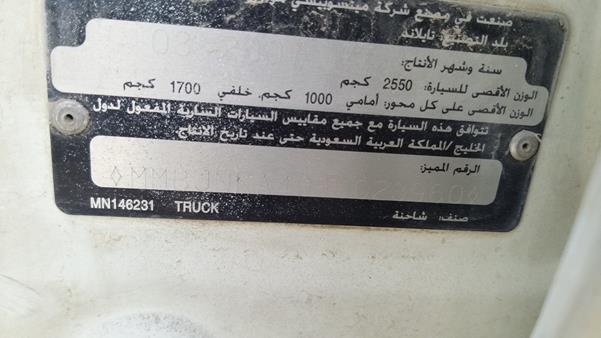 صنعت في مجمع شركة ميتسوبيشي
بلد التصنيع: تايلاند
سنة وشهر الأنتاج:
الوزن الأقصى للسيارة: 2550 كجم
الوزن الأقصى على كل محور: أمامي 1000 كجم, خلفي 1700 كجم
تتوافق هذه السيارة مع جميع مقاييس السيارات السارية المفعول لدول
الخليج/المملكة العربية السعودية حتى عند تاريخ الانتاج.
الرقم المميز:
MN146231 TRUCK صنف: شاحنة